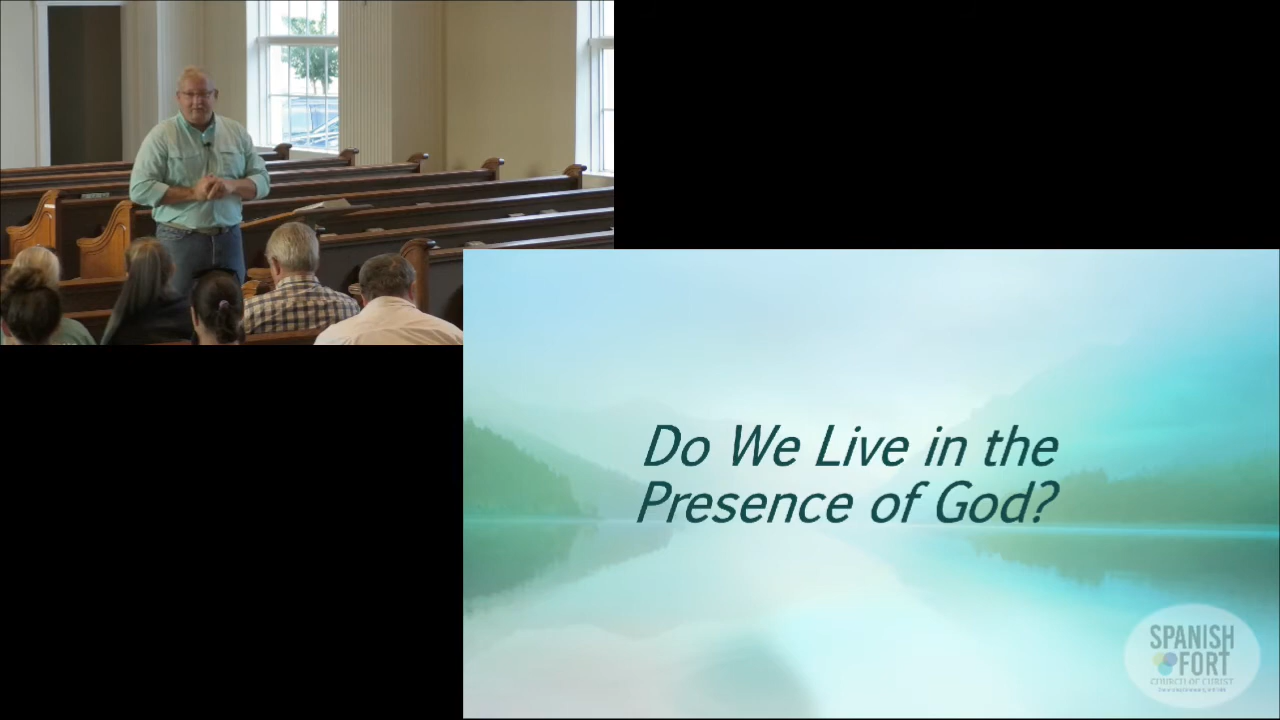 Do We Live in the
Presence of God?
SPANISH
FORT
CHURCH OF CHRIST